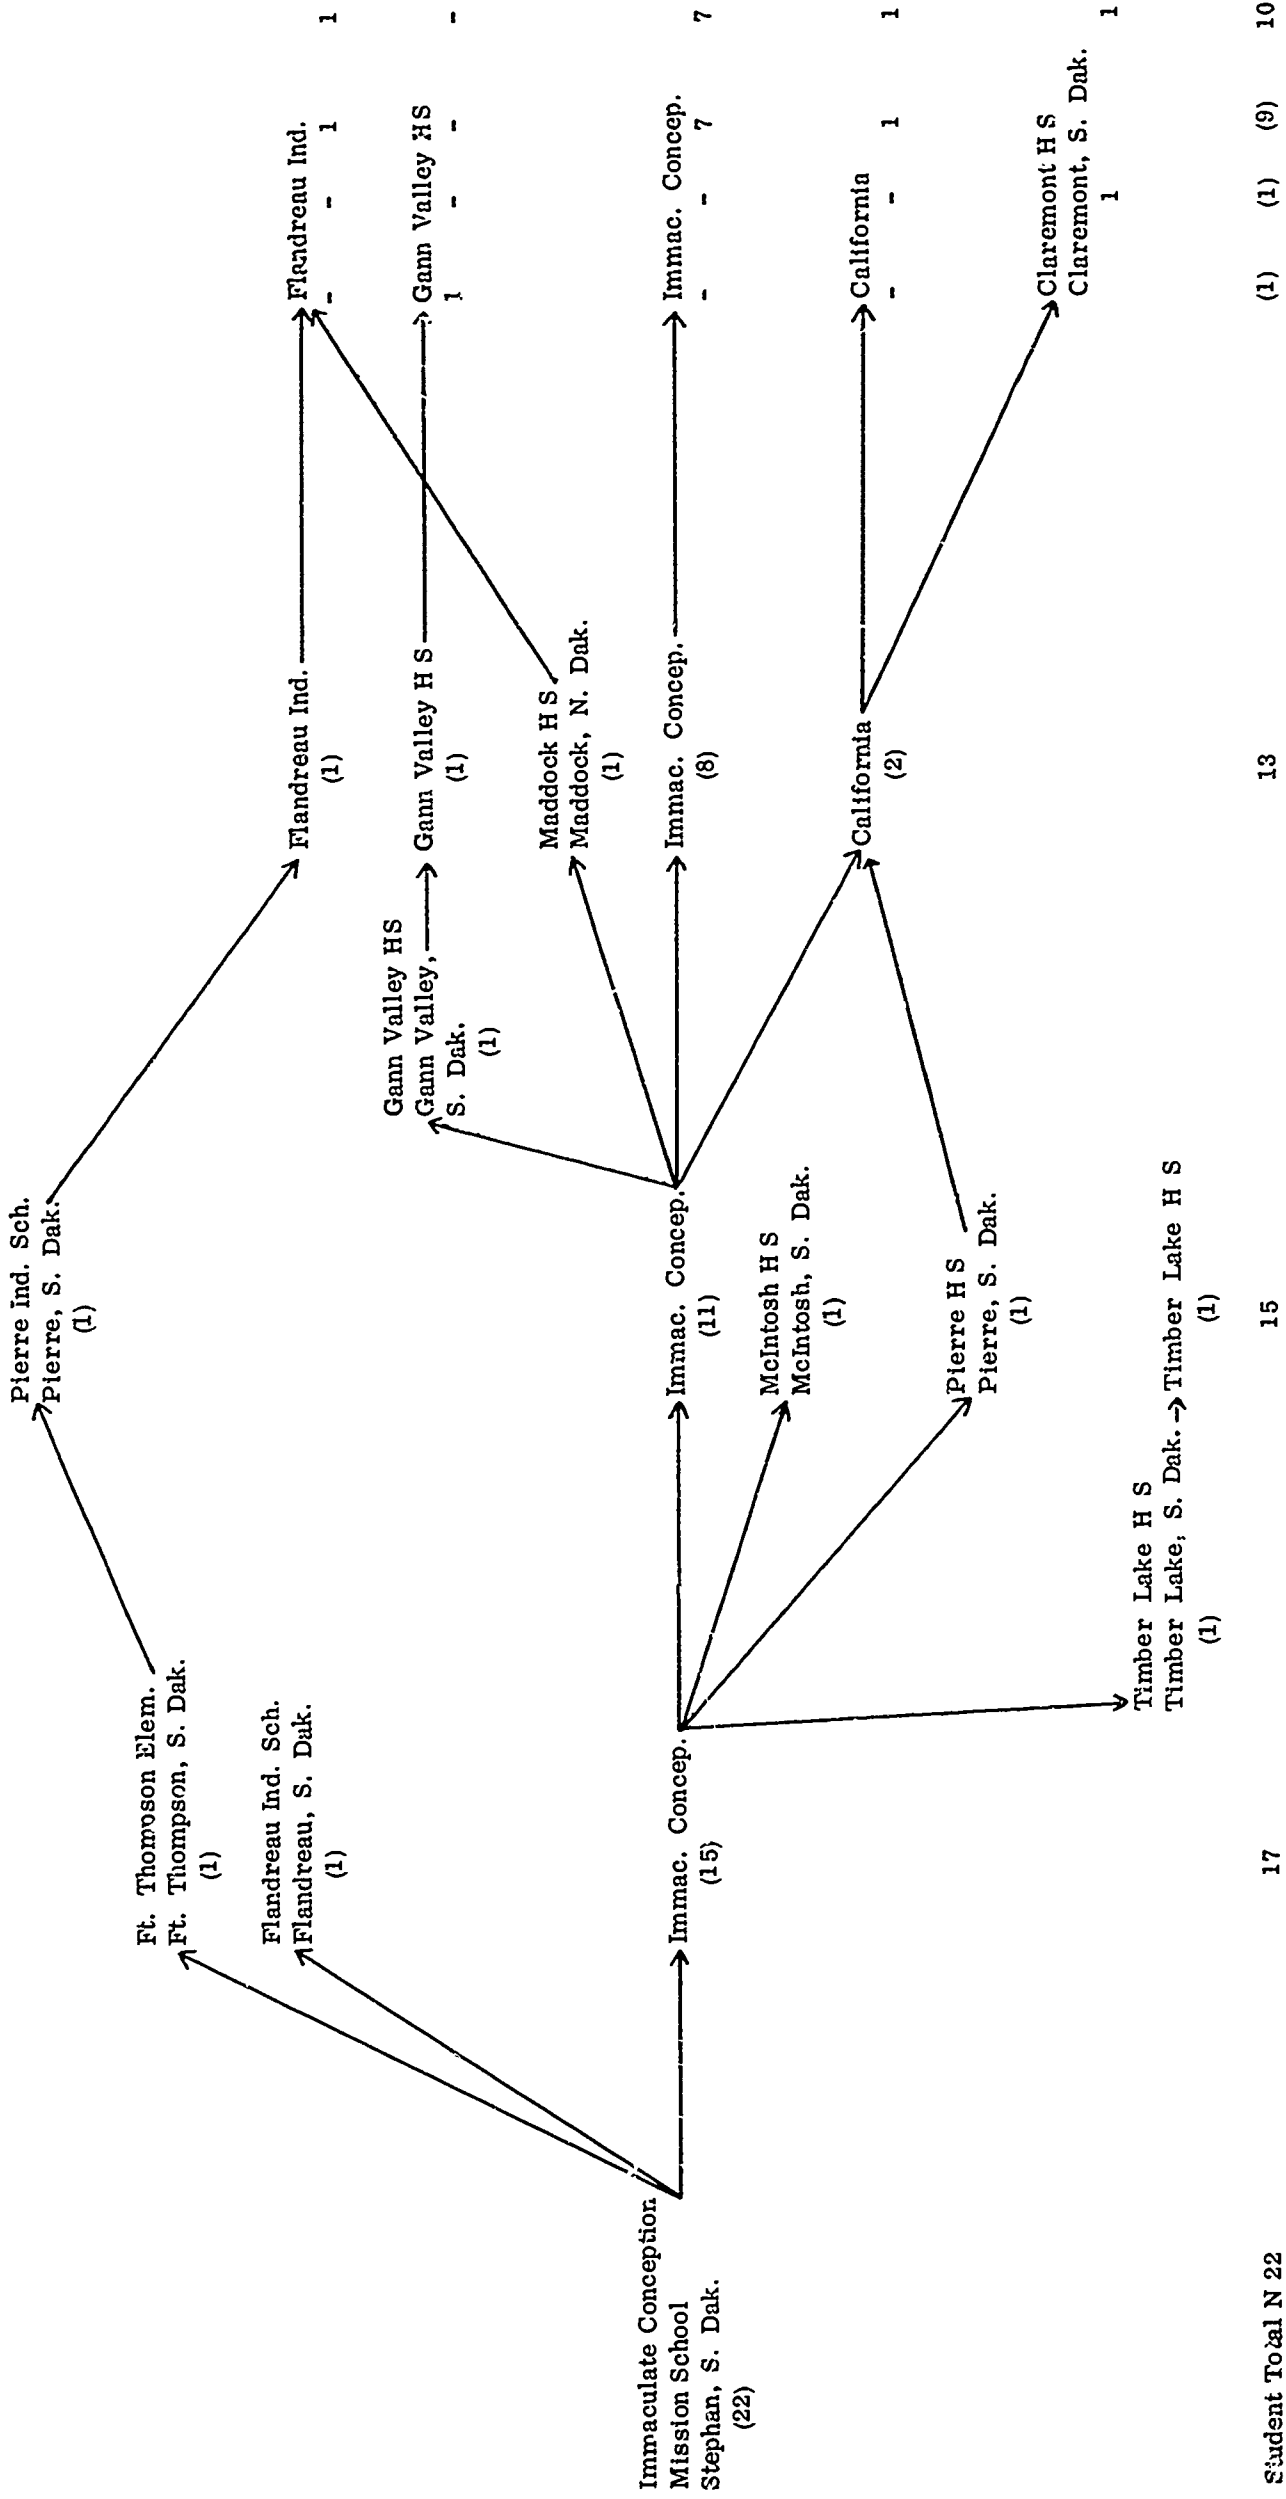 Pierre Ind. Sch.
Pierre, S. Dak.
(1)
Ft. Thompson Elem.
Ft. Thompson, S. Dak.
(1)
Flandreau Ind. Sch.
Flandreau, S. Dak.
(1)
Flandreau Ind.
(1)
Flandreau Ind.
- - 1 1
Gann Valley HS
Gann Valley,
S. Dak.
(1)
Gann Valley H S
(1)
Gann Valley HS
1 - - -
Maddock H S
Maddock, N. Dak.
(1)
Immaculate Conception
Mission School
Stephan, S. Dak.
(22)
Immac. Concep.
(15)
Immac. Concep.
(11)
Immac. Concep.
(8)
Immac. Concep.
- - 7 7
McIntosh H S
McIntosh, S. Dak.
(1)
California
(2)
California
- - 1 1
Pierre H S
Pierre, S. Dak.
(1)
Claremont H S
Claremont, S. Dak.
1 1
Timber Lake H S
Timber Lake, S. Dak.
(1)
Timber Lake H S
(1)
Student Total N 22 17 15 13 (1) (1) (9) 10